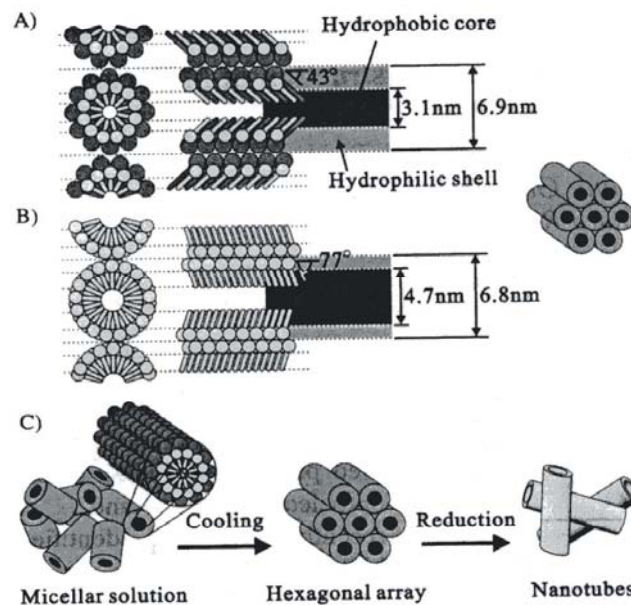 A)
Hydrophobic core
43°
3.1nm
6.9nm
Hydrophilic shell
B)
77°
4.7nm
6.8nm
C)
Cooling
Reduction
Micellar solution
Hexagonal array
Nanotubes